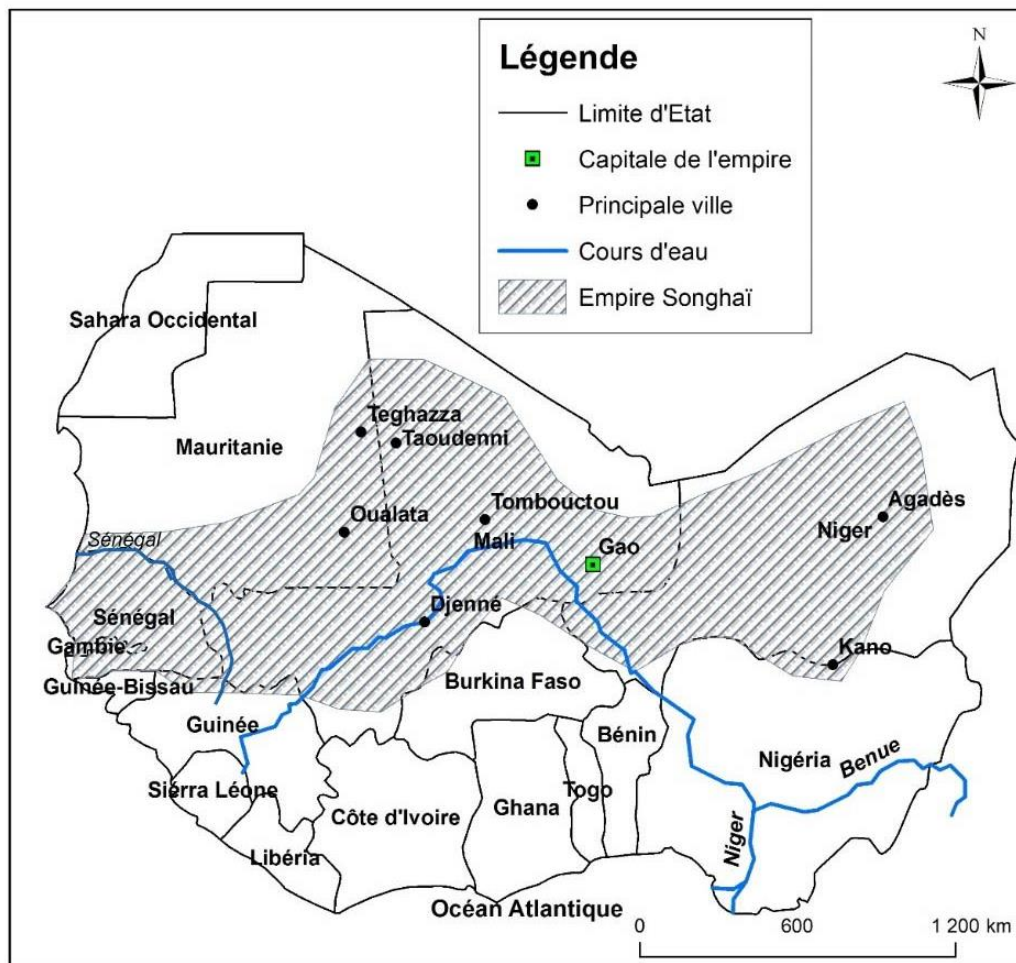 Légende
N
Limite d'Etat
Capitale de l'empire
Principale ville
Cours d'eau
Empire Songhaï
Sahara Occidental
Teghazza
Taoudenni
Mauritanie
Oualata
Tombouctou
Agadès
Niger
Sénégal
Mali
Gao
Djenné
Sénégal
Gambie
Kano
Guinée-Bissau
Burkina Faso
Guinée
Bénin
Nigéria
Benue
Siérra Léone
Côte d'Ivoire
Ghana
Togo
Niger
Libéria
Océan Atlantique
0 600 1 200 km